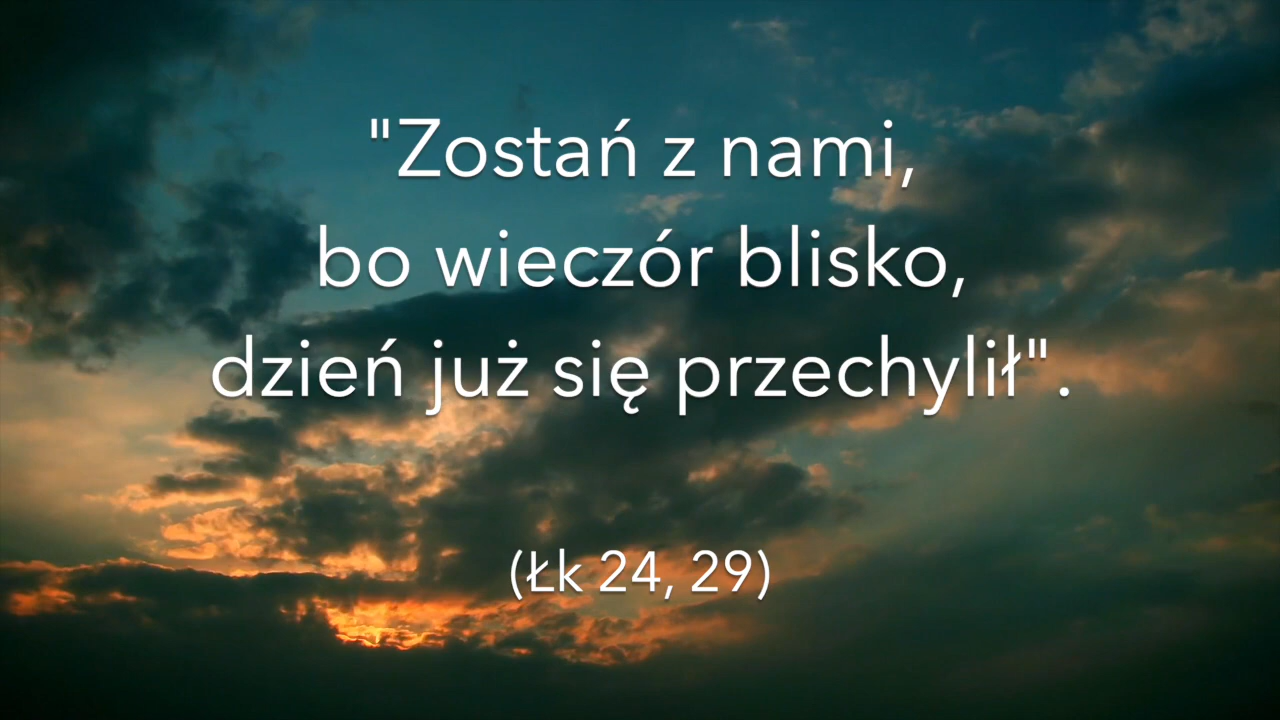 "Zostań z nami,
bo wieczór blisko,
dzień już się przechylił".
(Łk 24, 29)